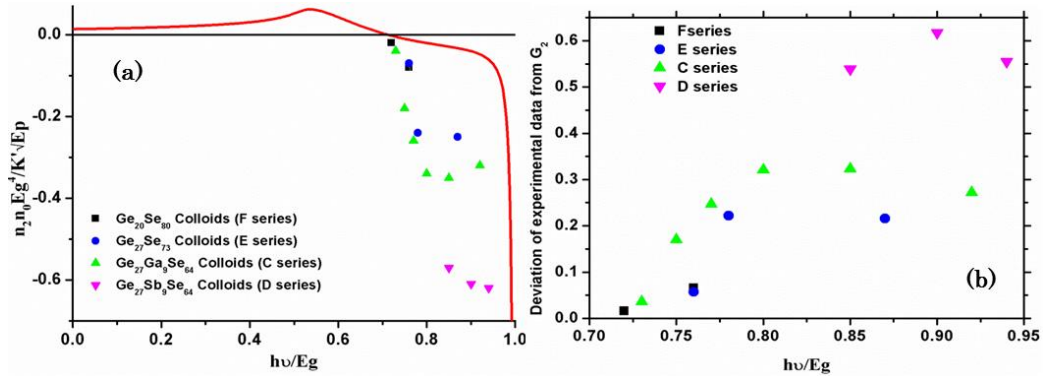 (a)
n₂n₀Eg⁴/K'√Ep
0.0
-0.2
-0.4
-0.6
Ge₂₀Se₈₀ Colloids (F series)
Ge₂₇Se₇₃ Colloids (E series)
Ge₂₇Ga₉Se₆₄ Colloids (C series)
Ge₂₇Sb₉Se₆₄ Colloids (D series)
0.0 0.2 0.4 0.6 0.8 1.0
hυ/Eg
Deviation of experimental data from G₂
0.6
0.5
0.4
0.3
0.2
0.1
0.0
Fseries
E series
C series
D series
(b)
0.70 0.75 0.80 0.85 0.90 0.95
hυ/Eg